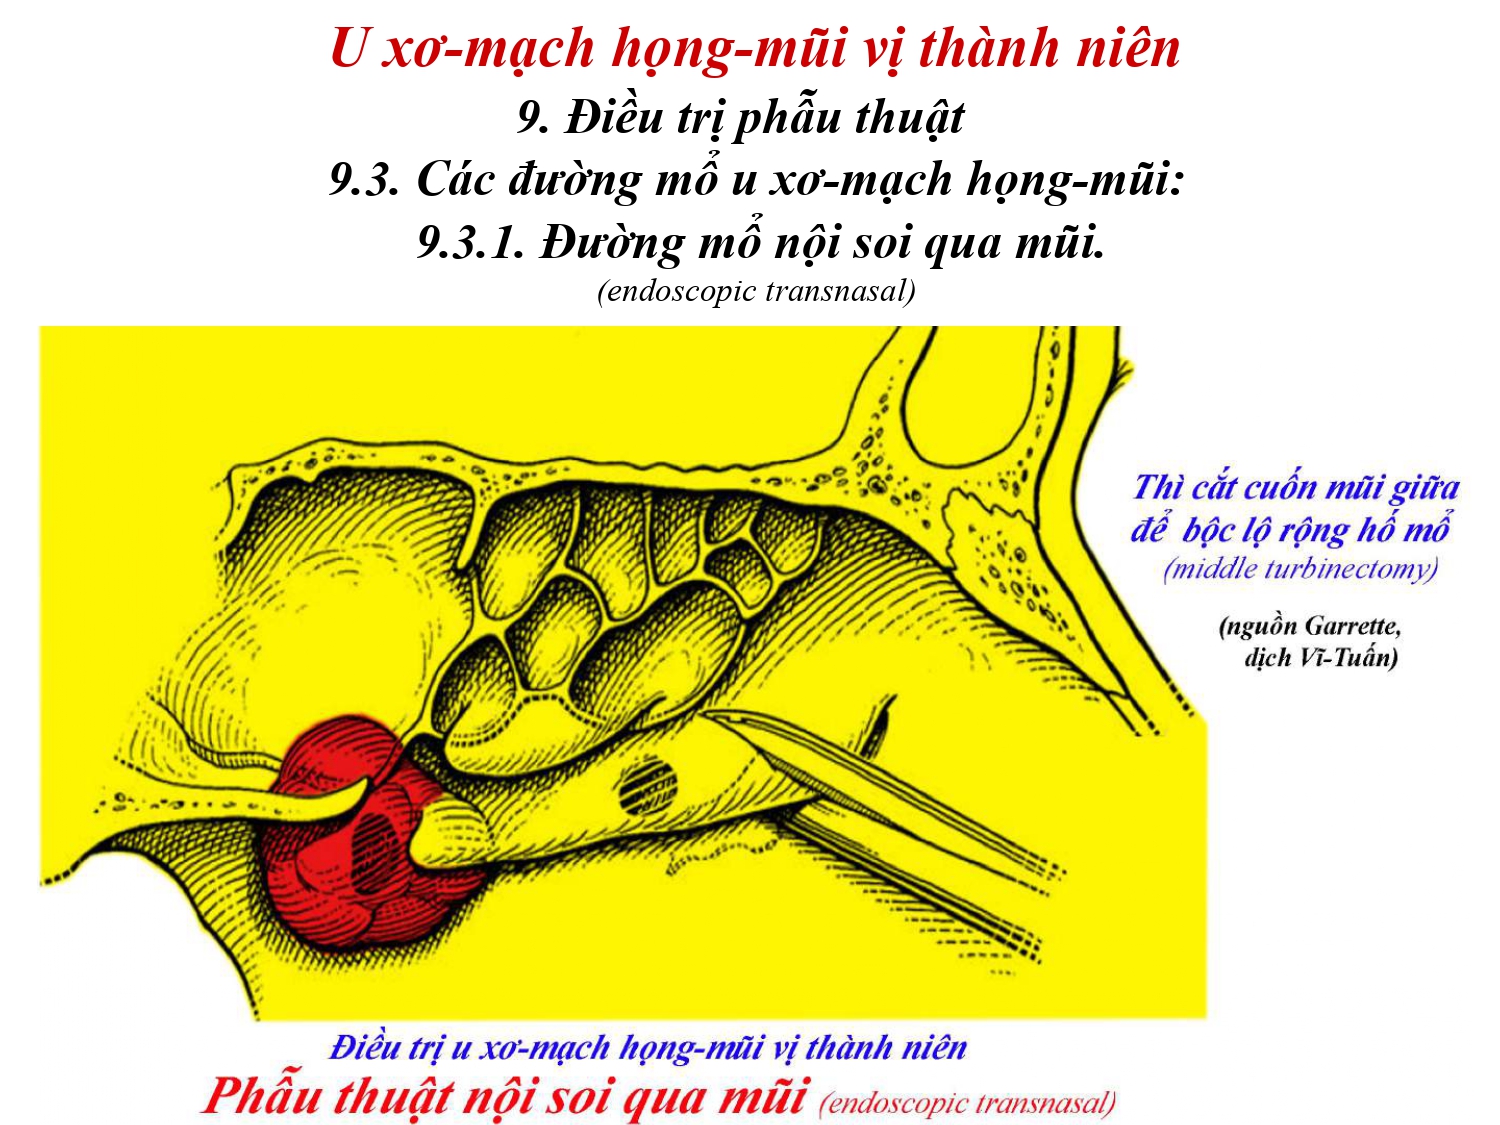 U xơ-mạch họng-mũi vị thành niên
9. Điều trị phẫu thuật
9.3. Các đường mổ u xơ-mạch họng-mũi:
9.3.1. Đường mổ nội soi qua mũi.
(endoscopic transnasal)
Thì cắt cuốn mũi giữa
để bộc lộ rộng hố mổ
(middle turbinectomy)
(nguồn Garrette,
dịch Vĩ-Tuấn)
Điều trị u xơ-mạch họng-mũi vị thành niên
Phẫu thuật nội soi qua mũi (endoscopic transnasal)